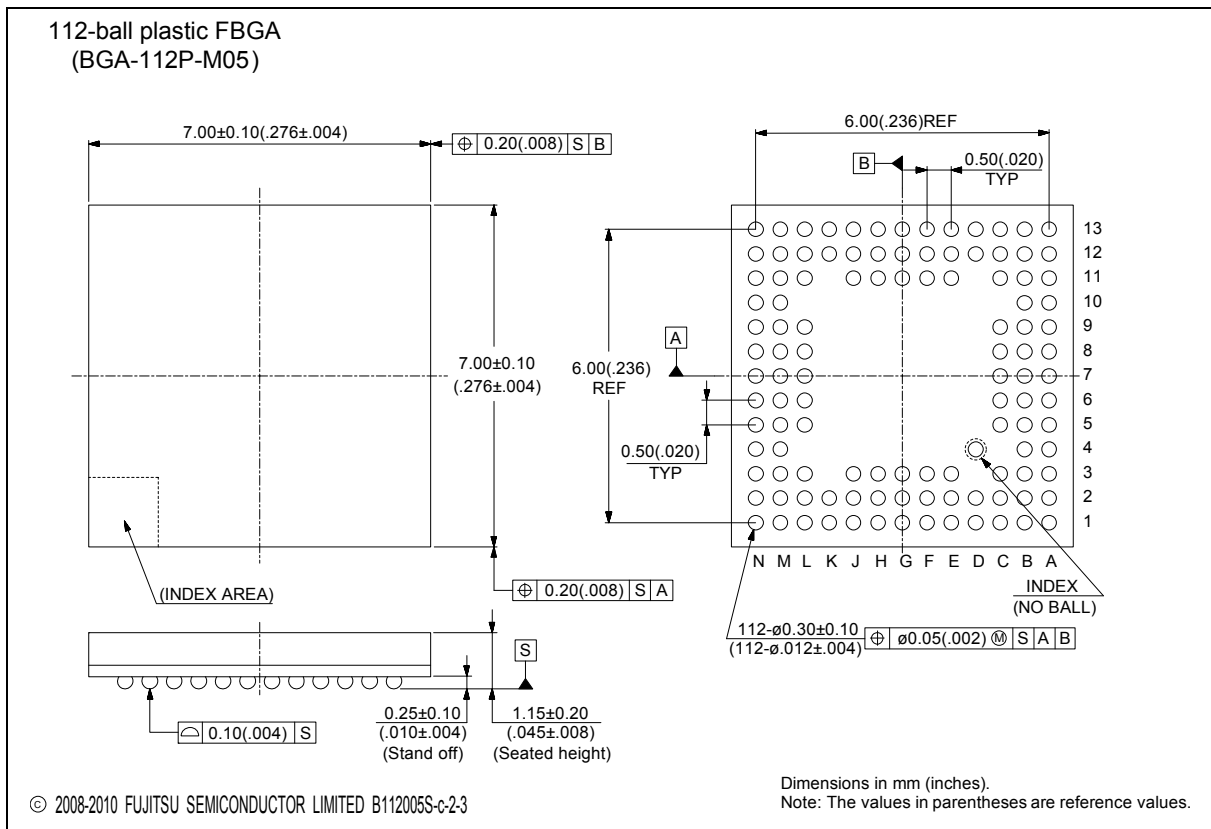 112-ball plastic FBGA
(BGA-112P-M05)
7.00±0.10(.276±.004)
⌖ 0.20(.008) S B
6.00(.236)REF
B
0.50(.020)
TYP
13
12
11
10
9
8
7
6
5
4
3
2
1
A
7.00±0.10
(.276±.004)
6.00(.236)
REF
0.50(.020)
TYP
N M L K J H G F E D C B A
(INDEX AREA)
⌖ 0.20(.008) S A
INDEX
(NO BALL)
112-ø0.30±0.10
(112-ø.012±.004)
⌖ ø0.05(.002) Ⓜ S A B
S
⌓ 0.10(.004) S
0.25±0.10
(.010±.004)
(Stand off)
1.15±0.20
(.045±.008)
(Seated height)
© 2008-2010 FUJITSU SEMICONDUCTOR LIMITED B112005S-c-2-3
Dimensions in mm (inches).
Note: The values in parentheses are reference values.